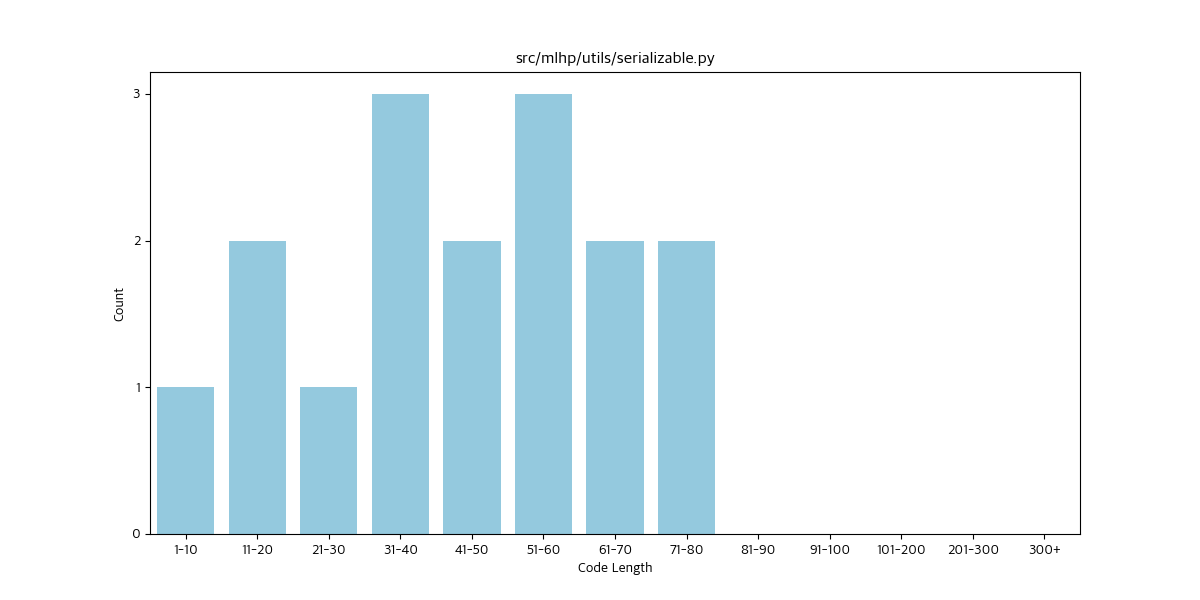 src/mlhp/utils/serializable.py
3
2
1
0
Count
1-10 11-20 21-30 31-40 41-50 51-60 61-70 71-80 81-90 91-100 101-200 201-300 300+
Code Length